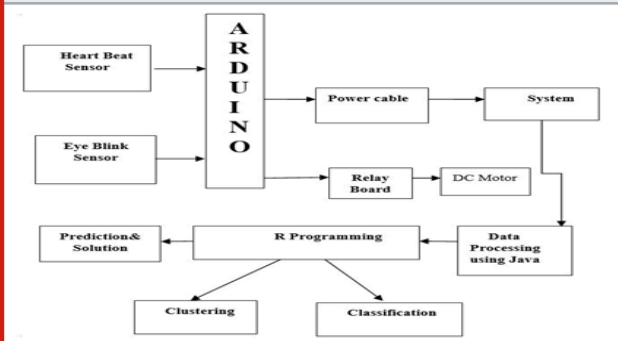 Heart Beat
Sensor
ARDUINO
Power cable
System
Eye Blink
Sensor
Relay
Board
DC Motor
Prediction&
Solution
R Programming
Data
Processing
using Java
Clustering
Classification